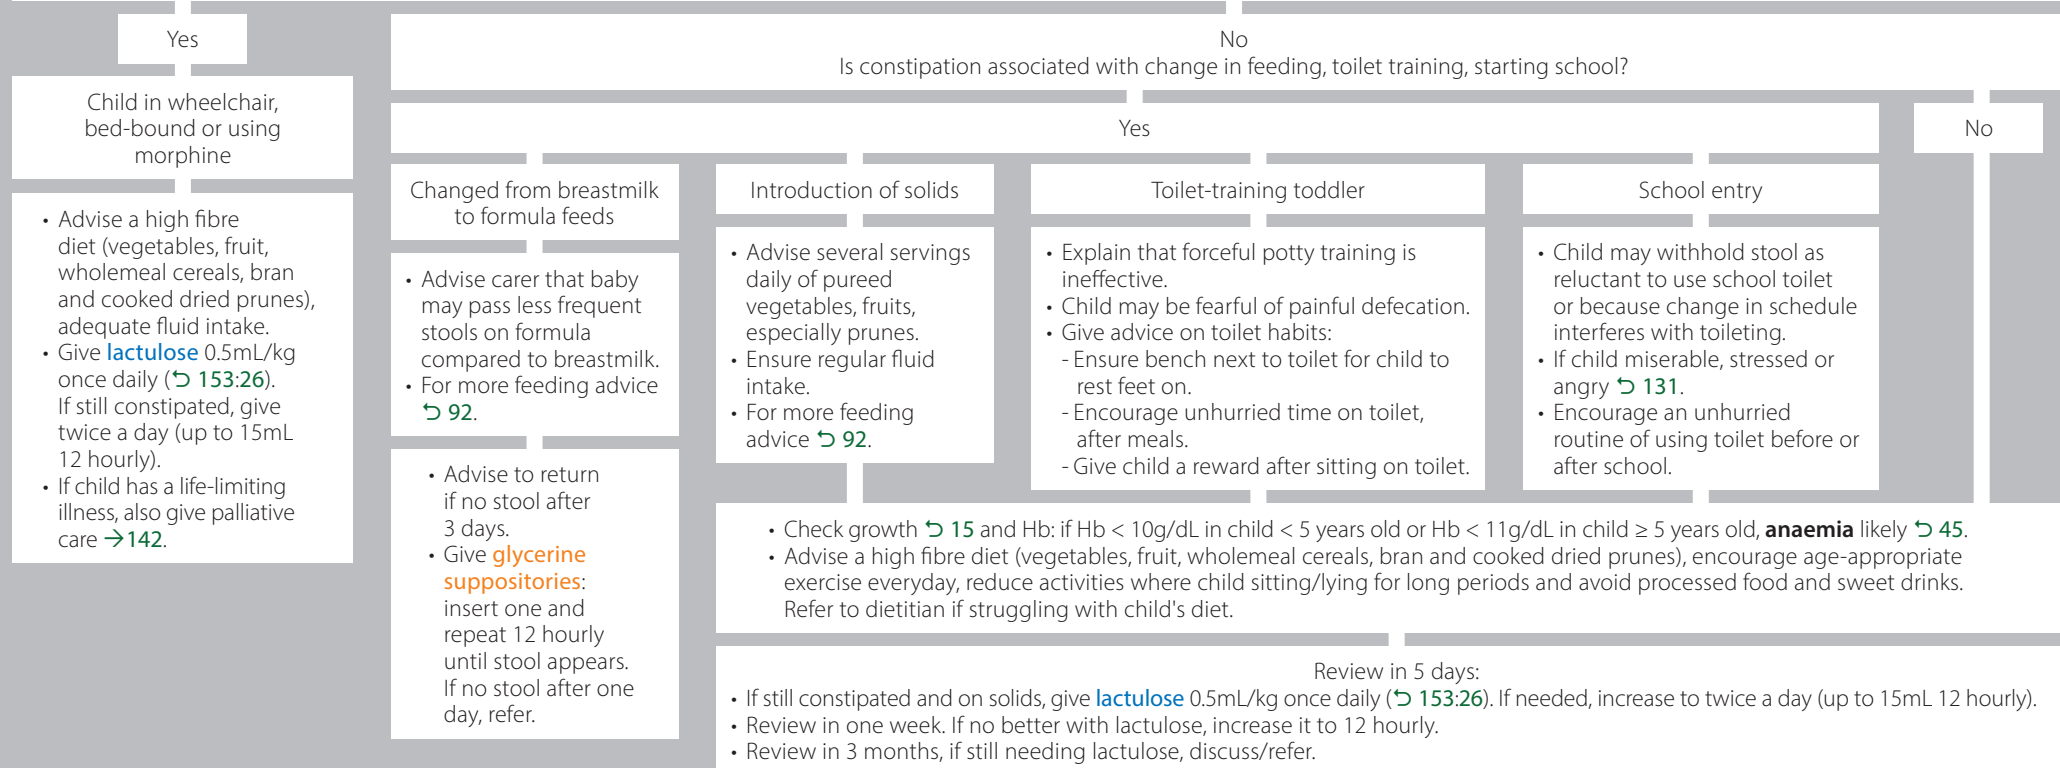 Yes
Child in wheelchair,
bed-bound or using
morphine
• Advise a high fibre
diet (vegetables, fruit,
wholemeal cereals, bran
and cooked dried prunes),
adequate fluid intake.
• Give lactulose 0.5mL/kg
once daily (⮌ 153:26).
If still constipated, give
twice a day (up to 15mL
12 hourly).
• If child has a life-limiting
illness, also give palliative
care →142.
No
Is constipation associated with change in feeding, toilet training, starting school?
Yes
Changed from breastmilk
to formula feeds
• Advise carer that baby
may pass less frequent
stools on formula
compared to breastmilk.
• For more feeding advice
⮌ 92.
• Advise to return
if no stool after
3 days.
• Give glycerine
suppositories:
insert one and
repeat 12 hourly
until stool appears.
If no stool after one
day, refer.
Introduction of solids
• Advise several servings
daily of pureed
vegetables, fruits,
especially prunes.
• Ensure regular fluid
intake.
• For more feeding
advice ⮌ 92.
Toilet-training toddler
• Explain that forceful potty training is
ineffective.
• Child may be fearful of painful defecation.
• Give advice on toilet habits:
- Ensure bench next to toilet for child to
rest feet on.
- Encourage unhurried time on toilet,
after meals.
- Give child a reward after sitting on toilet.
School entry
• Child may withhold stool as
reluctant to use school toilet
or because change in schedule
interferes with toileting.
• If child miserable, stressed or
angry ⮌ 131.
• Encourage an unhurried
routine of using toilet before or
after school.
No
• Check growth ⮌ 15 and Hb: if Hb < 10g/dL in child < 5 years old or Hb < 11g/dL in child ≥ 5 years old, anaemia likely ⮌ 45.
• Advise a high fibre diet (vegetables, fruit, wholemeal cereals, bran and cooked dried prunes), encourage age-appropriate
exercise everyday, reduce activities where child sitting/lying for long periods and avoid processed food and sweet drinks.
Refer to dietitian if struggling with child's diet.
Review in 5 days:
• If still constipated and on solids, give lactulose 0.5mL/kg once daily (⮌ 153:26). If needed, increase to twice a day (up to 15mL 12 hourly).
• Review in one week. If no better with lactulose, increase it to 12 hourly.
• Review in 3 months, if still needing lactulose, discuss/refer.